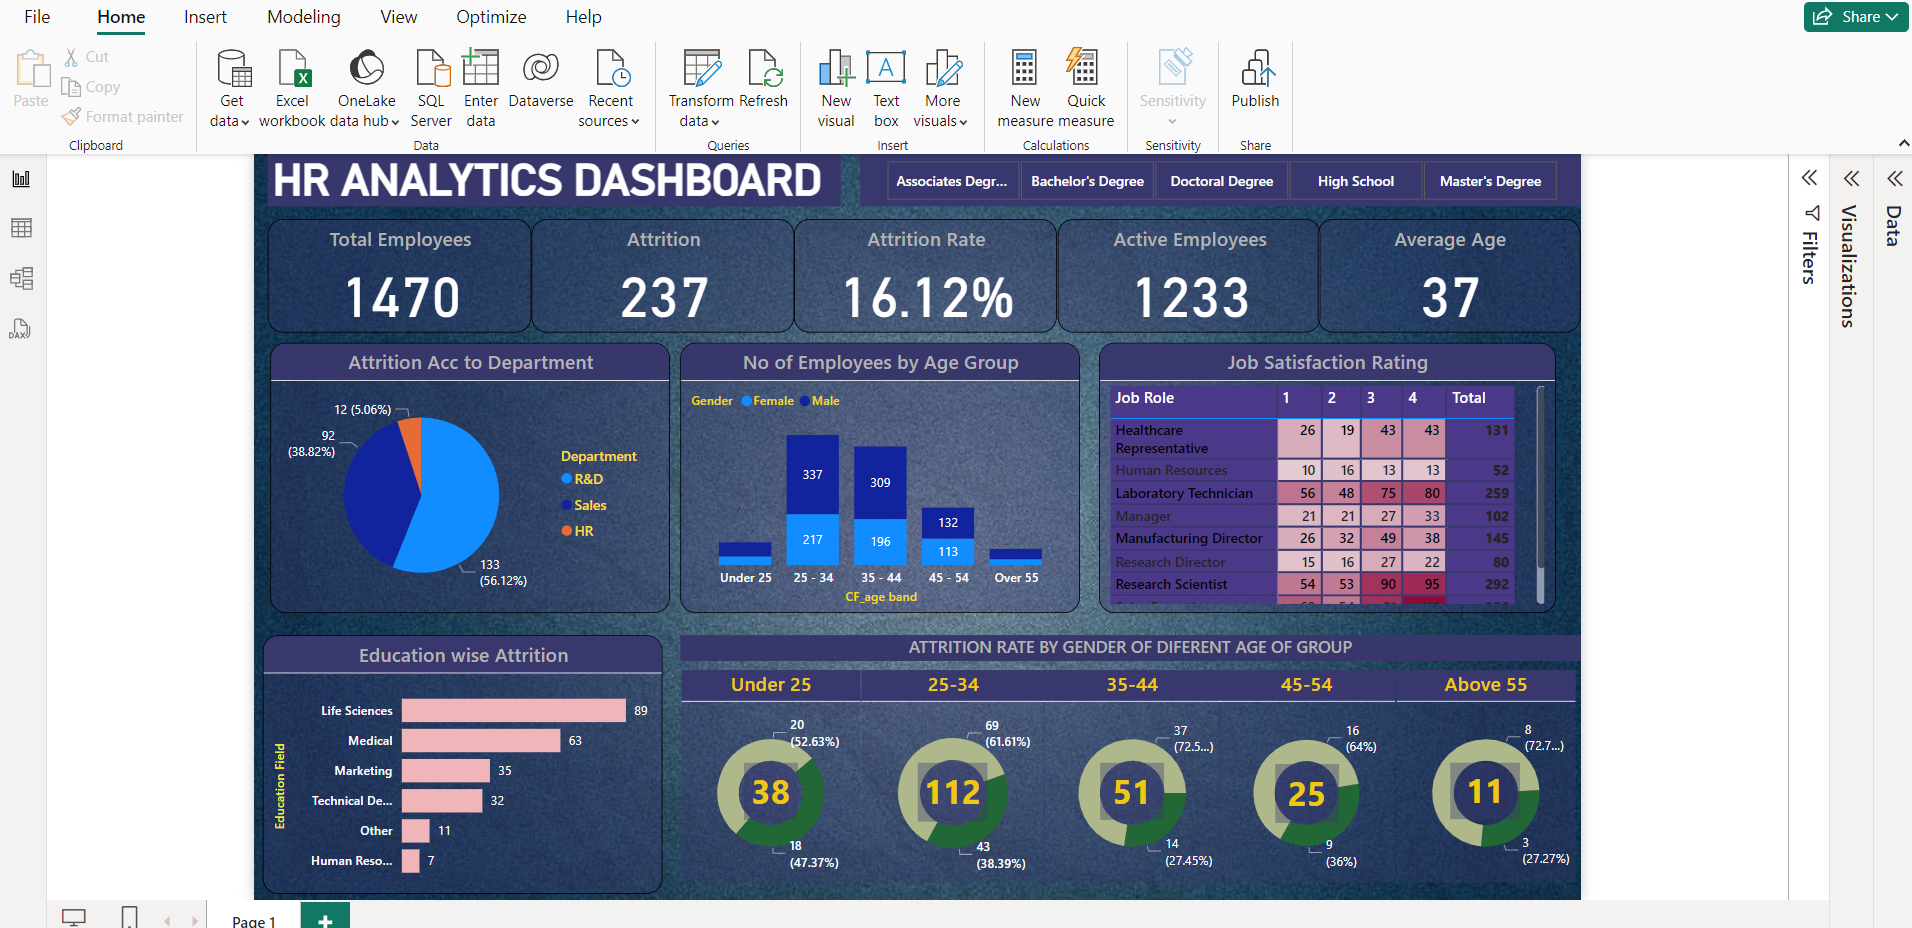 File Home Insert Modeling View Optimize Help Share
Paste
Cut
Copy
Format painter
Clipboard
Get data
Excel workbook
OneLake data hub
SQL Server
Enter data
Dataverse
Recent sources
Data
Transform data
Refresh
Queries
New visual
Text box
More visuals
Insert
New measure
Quick measure
Calculations
Sensitivity
Sensitivity
Publish
Share
DAX
HR ANALYTICS DASHBOARD
Associates Degr... Bachelor's Degree Doctoral Degree High School Master's Degree
Total Employees
1470
Attrition
237
Attrition Rate
16.12%
Active Employees
1233
Average Age
37
Attrition Acc to Department
12 (5.06%)
92
(38.82%)
133
(56.12%)
Department
R&D
Sales
HR
No of Employees by Age Group
Gender Female Male
337 309 132
217 196 113
Under 25 25 - 34 35 - 44 45 - 54 Over 55
CF_age band
Job Satisfaction Rating
Job Role 1 2 3 4 Total
Healthcare Representative 26 19 43 43 131
Human Resources 10 16 13 13 52
Laboratory Technician 56 48 75 80 259
Manager 21 21 27 33 102
Manufacturing Director 26 32 49 38 145
Research Director 15 16 27 22 80
Research Scientist 54 53 90 95 292
Education wise Attrition
Education Field
Life Sciences 89
Medical 63
Marketing 35
Technical De... 32
Other 11
Human Reso... 7
ATTRITION RATE BY GENDER OF DIFERENT AGE OF GROUP
Under 25 25-34 35-44 45-54 Above 55
20
(52.63%)
38
18
(47.37%)
69
(61.61%)
112
43
(38.39%)
37
(72.5...)
51
14
(27.45%)
16
(64%)
25
9
(36%)
8
(72.7...)
11
3
(27.27%)
Filters
Visualizations
Data
Page 1